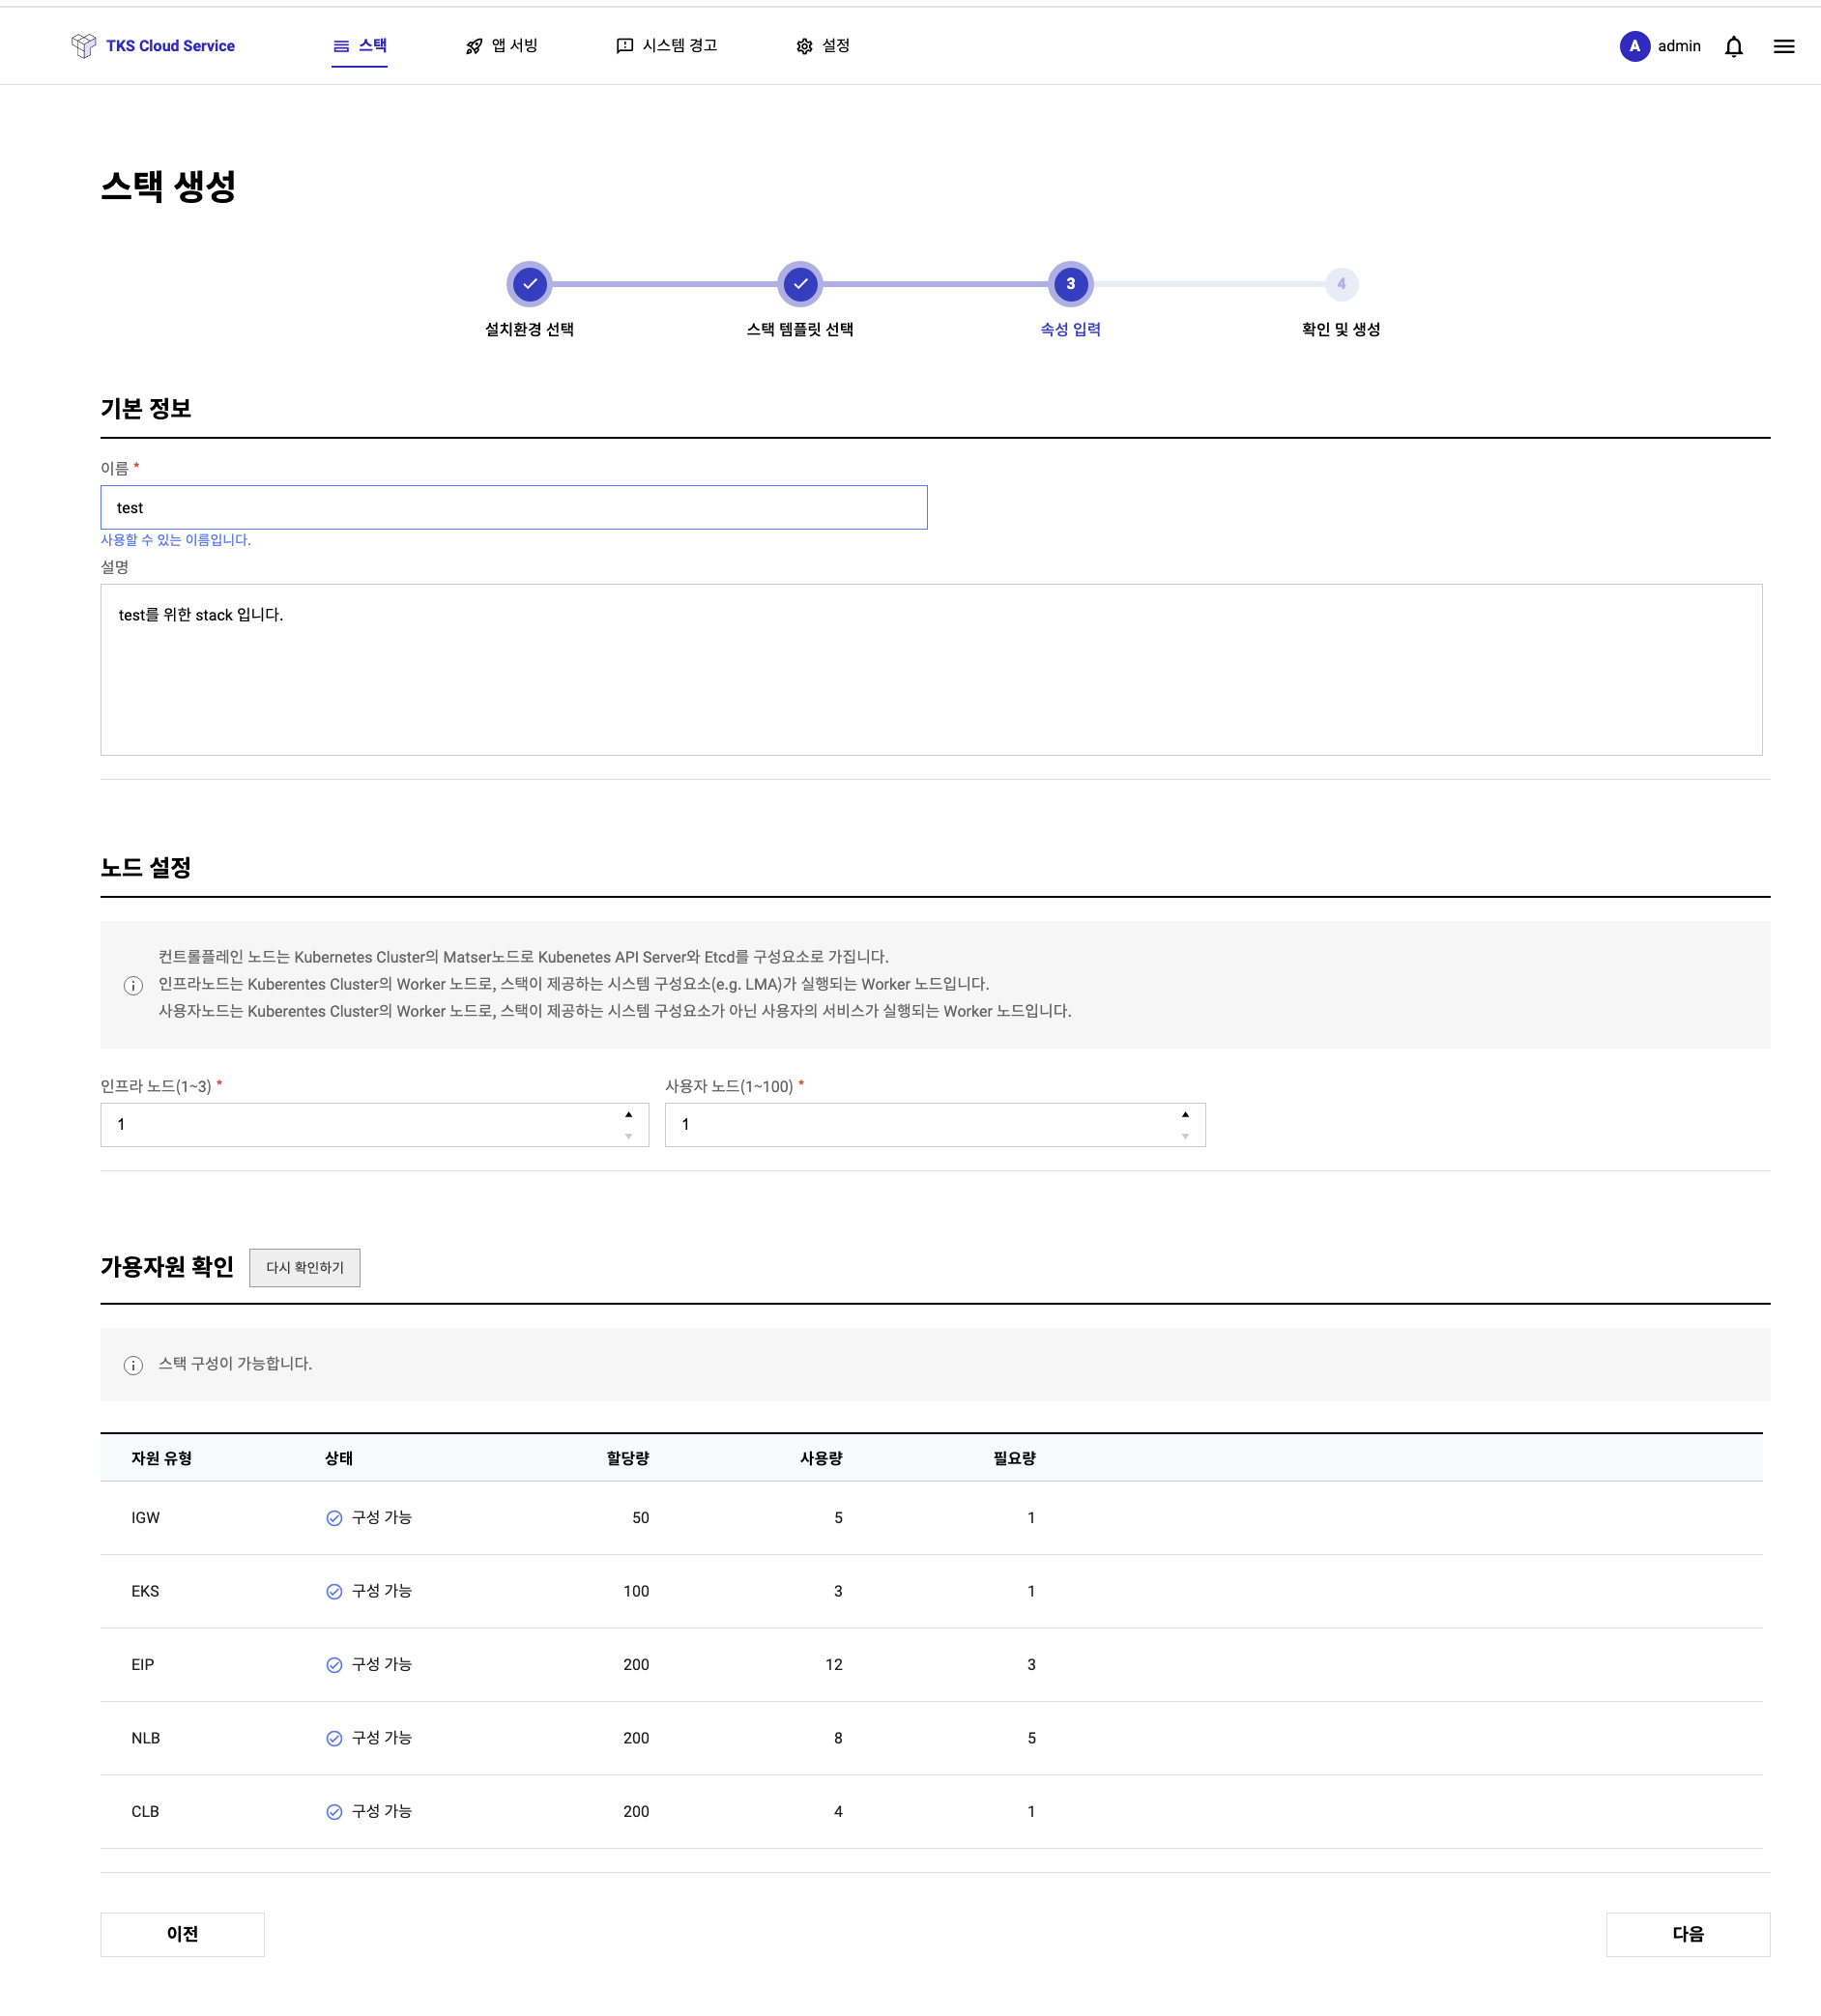 TKS Cloud Service 스택 앱 서빙 시스템 경고 설정 A admin
스택 생성
3 4
설치환경 선택 스택 템플릿 선택 속성 입력 확인 및 생성
기본 정보
이름 *
test
사용할 수 있는 이름입니다.
설명
test를 위한 stack 입니다.
노드 설정
컨트롤플레인 노드는 Kubernetes Cluster의 Matser노드로 Kubenetes API Server와 Etcd를 구성요소로 가집니다.
인프라노드는 Kuberentes Cluster의 Worker 노드로, 스택이 제공하는 시스템 구성요소(e.g. LMA)가 실행되는 Worker 노드입니다.
사용자노드는 Kuberentes Cluster의 Worker 노드로, 스택이 제공하는 시스템 구성요소가 아닌 사용자의 서비스가 실행되는 Worker 노드입니다.
인프라 노드(1~3) * 사용자 노드(1~100) *
1 1
가용자원 확인 다시 확인하기
스택 구성이 가능합니다.
자원 유형 상태 할당량 사용량 필요량
IGW 구성 가능 50 5 1
EKS 구성 가능 100 3 1
EIP 구성 가능 200 12 3
NLB 구성 가능 200 8 5
CLB 구성 가능 200 4 1
이전 다음